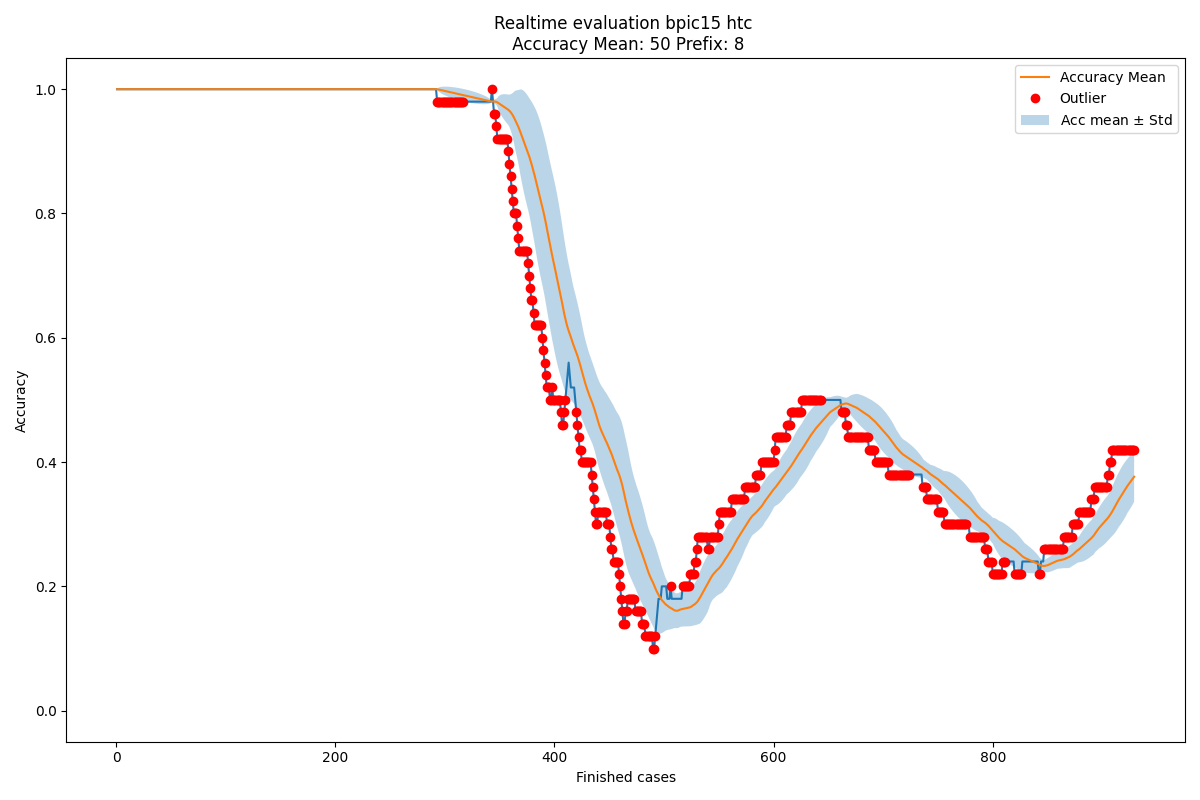 Realtime evaluation bpic15 htc
Accuracy Mean: 50 Prefix: 8
Accuracy Mean
Outlier
Acc mean ± Std
1.0
0.8
0.6
0.4
0.2
0.0
Accuracy
0 200 400 600 800
Finished cases